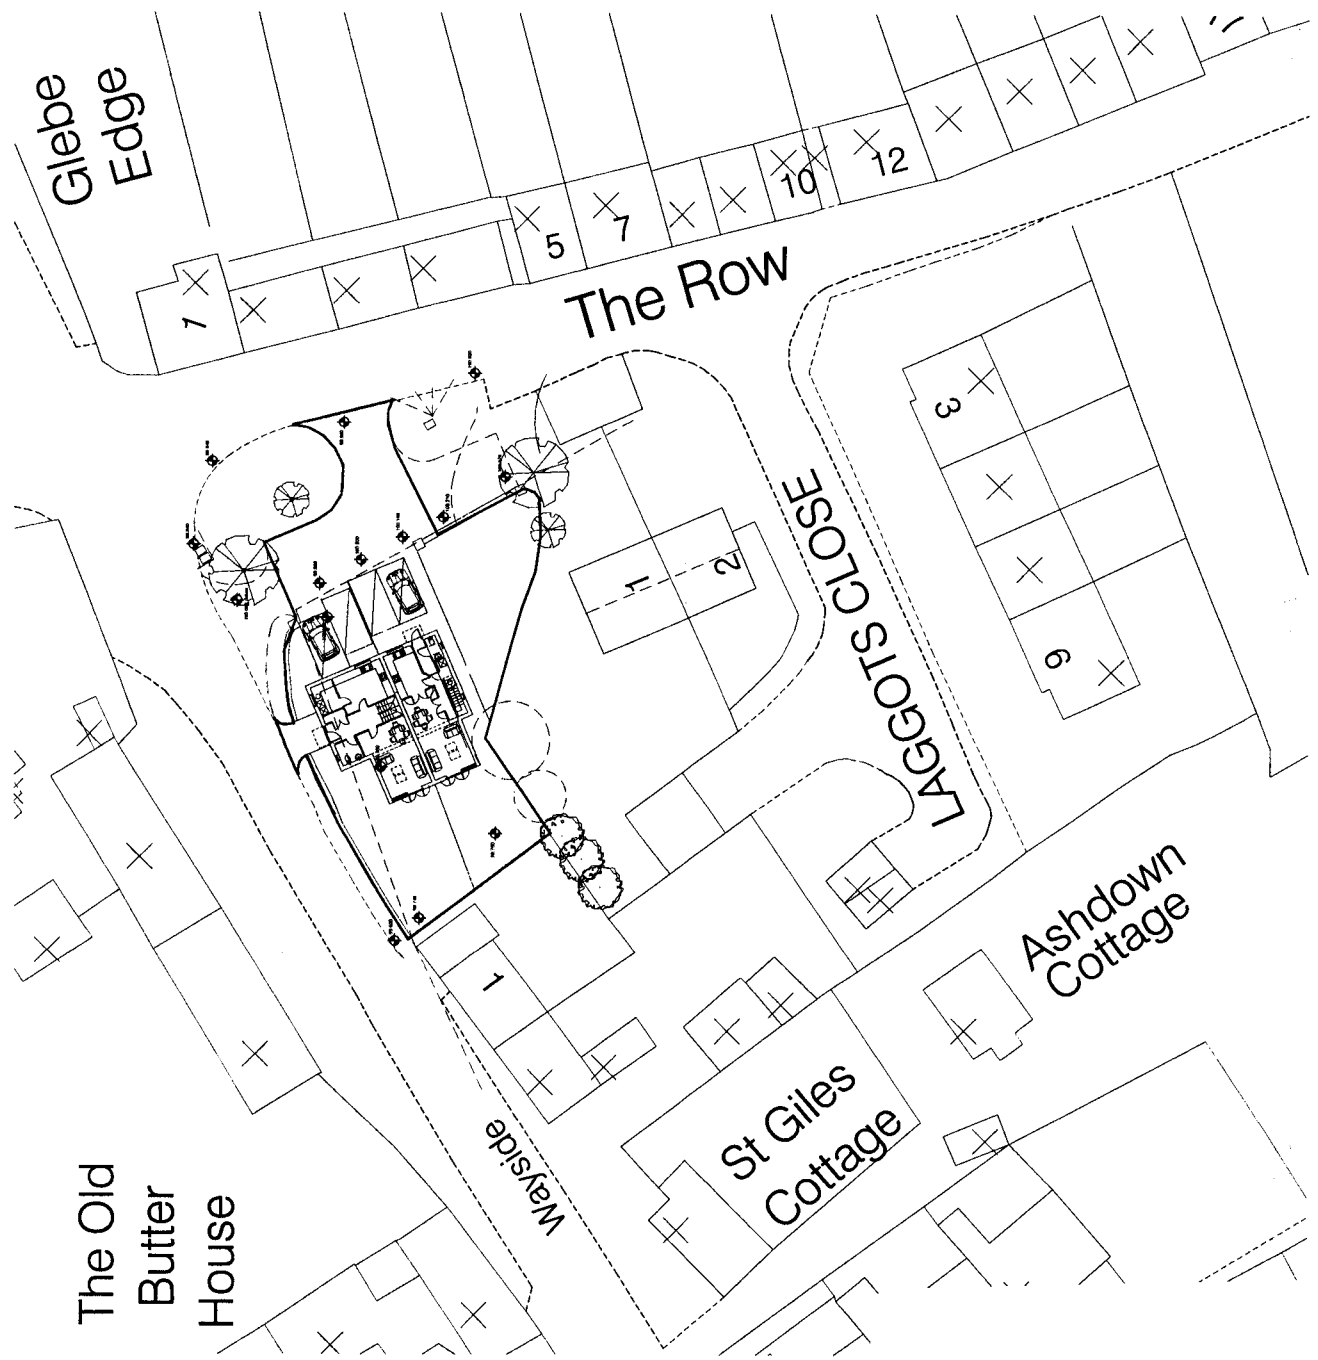 Glebe
Edge
1
5
7
10
12
The Row
3
9
1
2
LAGGOTS CLOSE
1
Wayside
St Giles
Cottage
Ashdown
Cottage
The Old
Butter
House